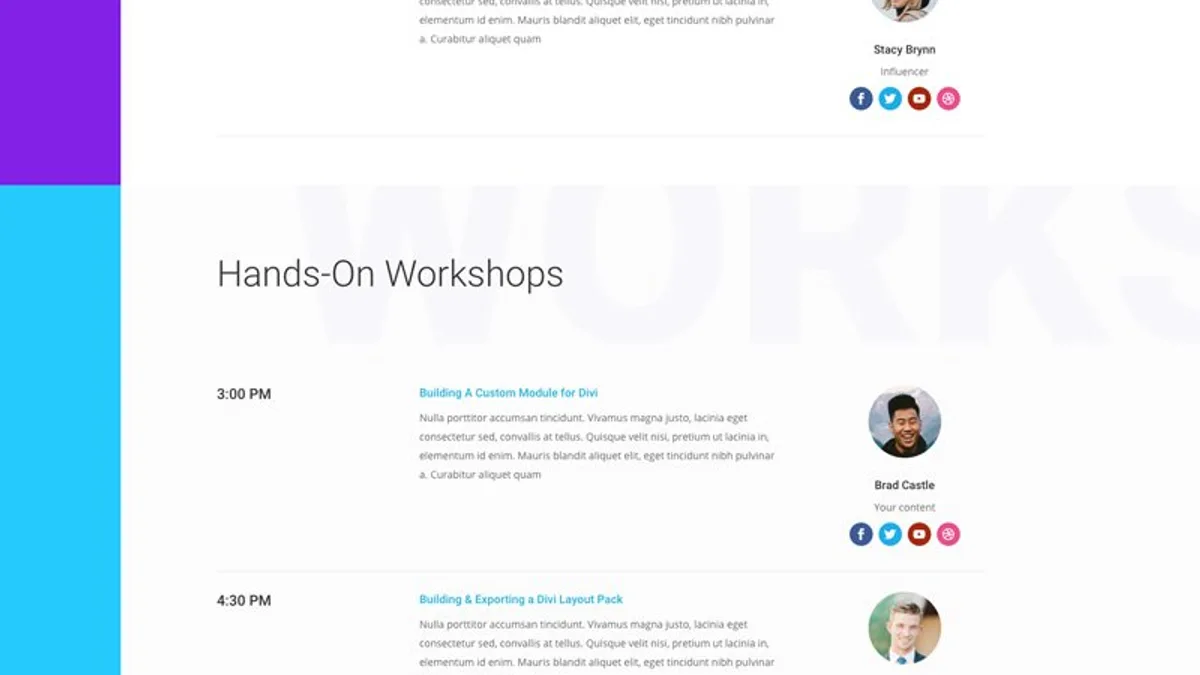 consectetur sed, convallis at tellus. Quisque velit nisi, pretium ut lacinia in,
elementum id enim. Mauris blandit aliquet elit, eget tincidunt nibh pulvinar
a. Curabitur aliquet quam
Stacy Brynn
Influencer
WORKS
Hands-On Workshops
3:00 PM
Building A Custom Module for Divi
Nulla porttitor accumsan tincidunt. Vivamus magna justo, lacinia eget
consectetur sed, convallis at tellus. Quisque velit nisi, pretium ut lacinia in,
elementum id enim. Mauris blandit aliquet elit, eget tincidunt nibh pulvinar
a. Curabitur aliquet quam
Brad Castle
Your content
4:30 PM
Building & Exporting a Divi Layout Pack
Nulla porttitor accumsan tincidunt. Vivamus magna justo, lacinia eget
consectetur sed, convallis at tellus. Quisque velit nisi, pretium ut lacinia in,
elementum id enim. Mauris blandit aliquet elit, eget tincidunt nibh pulvinar